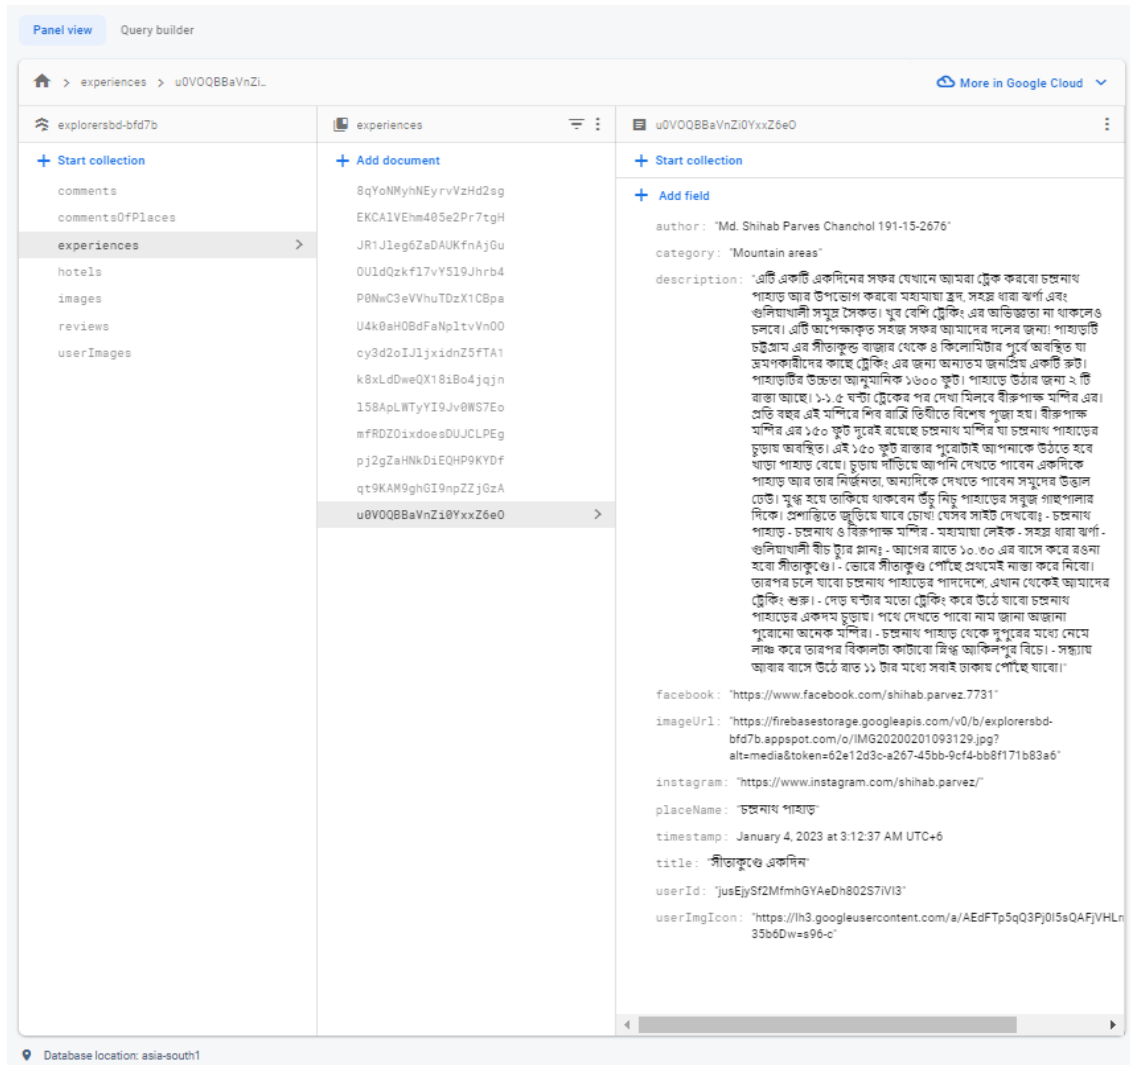 Panel view
Query builder
experiences
u0VOQBBaVnZi…
More in Google Cloud
explorersbd-bfd7b
Start collection
comments
commentsOfPlaces
experiences
hotels
images
reviews
userImages
experiences
Add document
8qYoNMyhNEyrvVzHd2sg
EKCAlVEhm405e2Pr7tgH
JR1Jleg6ZaDAUKfnAjGu
OUldQzkfl7vY5l9Jhrb4
P0NwC3eVVhuTDzX1CBpa
U4k0aHOBdFaNpltvVnOO
cy3d2oIJljxidnZ5fTA1
k8xLdDweQX18iBo4jqjn
l58ApLWTyYI9Jv0WS7Eo
mfRDZOixdoesDUJCLPEg
pj2gZaHNkDiEQHP9KYDf
qt9KAM9ghGI9npZZjGzA
u0VOQBBaVnZi0YxxZ6eO
u0VOQBBaVnZi0YxxZ6eO
Start collection
Add field
author: "Md. Shihab Parves Chanchol 191-15-2676"
category: "Mountain areas"
description: "এটি একটি একদিনের সফর যেখানে আমরা ট্রেক করবো চন্দ্রনাথ
পাহাড় আর উপভোগ করবো মহামায়া হ্রদ, সহস্র ধারা ঝর্ণা এবং
গুলিয়াখালী সমুদ্র সৈকত। খুব বেশি ট্রেকিং এর অভিজ্ঞতা না থাকলেও
চলবে। এটি অপেক্ষাকৃত সহজ সফর আমাদের দলের জন্য! পাহাড়টি
চট্টগ্রাম এর সীতাকুন্ড বাজার থেকে ৪ কিলোমিটার পূর্বে অবস্থিত যা
ভ্রমণকারীদের কাছে ট্রেকিং এর জন্য অন্যতম জনপ্রিয় একটি রুট।
পাহাড়টির উচ্চতা আনুমানিক ১৬০০ ফুট। পাহাড়ে উঠার জন্য ২ টি
রাস্তা আছে। ১-১.৫ ঘন্টা ট্রেকের পর দেখা মিলবে বীরুপাক্ষ মন্দির এর।
প্রতি বছর এই মন্দিরে শিব রাত্রি তিথীতে বিশেষ পূজা হয়। বীরুপাক্ষ
মন্দির এর ১৫০ ফুট দূরেই রয়েছে চন্দ্রনাথ মন্দির যা চন্দ্রনাথ পাহাড়ের
চূড়ায় অবস্থিত। এই ১৫০ ফুট রাস্তার পুরোটাই আপনাকে উঠতে হবে
খাড়া পাহাড় বেয়ে। চূড়ায় দাঁড়িয়ে আপনি দেখতে পাবেন একদিকে
পাহাড় আর তার নির্জনতা, অন্যদিকে দেখতে পাবেন সমুদ্রের উত্তাল
ঢেউ। মুগ্ধ হয়ে তাকিয়ে থাকবেন উঁচু নিচু পাহাড়ের সবুজ গাছপালার
দিকে। প্রশান্তিতে জুড়িয়ে যাবে চোখ! যেসব সাইট দেখবোঃ - চন্দ্রনাথ
পাহাড় - চন্দ্রনাথ ও বিরূপাক্ষ মন্দির - মহামায়া লেইক - সহস্র ধারা ঝর্ণা -
গুলিয়াখালী বীচ ট্যুর প্লানঃ - আগের রাতে ১০.৩০ এর বাসে করে রওনা
হবো সীতাকুণ্ডে। - ভোরে সীতাকুণ্ড পৌঁছে প্রথমেই নাস্তা করে নিবো।
তারপর চলে যাবো চন্দ্রনাথ পাহাড়ের পাদদেশে, এখান থেকেই আমাদের
ট্রেকিং শুরু। - দেড় ঘন্টার মতো ট্রেকিং করে উঠে যাবো চন্দ্রনাথ
পাহাড়ের একদম চূড়ায়। পথে দেখতে পাবো নাম জানা অজানা
পুরোনো অনেক মন্দির। - চন্দ্রনাথ পাহাড় থেকে দুপুরের মধ্যে নেমে
লাঞ্চ করে তারপর বিকালটা কাটাবো স্নিগ্ধ আকিলপুর বিচে। - সন্ধ্যায়
আবার বাসে উঠে রাত ১১ টার মধ্যে সবাই ঢাকায় পৌঁছে যাবো।"
facebook: "https://www.facebook.com/shihab.parvez.7731"
imageUrl: "https://firebasestorage.googleapis.com/v0/b/explorersbd-
bfd7b.appspot.com/o/IMG20200201093129.jpg?
alt=media&token=62e12d3c-a267-45bb-9cf4-bb8f171b83a6"
instagram: "https://www.instagram.com/shihab.parvez/"
placeName: "চন্দ্রনাথ পাহাড়"
timestamp: January 4, 2023 at 3:12:37 AM UTC+6
title: "সীতাকুণ্ডে একদিন"
userId: "jusEjySf2MfmhGYAeDh802S7iVI3"
userImgIcon: "https://lh3.googleusercontent.com/a/AEdFTp5qQ3Pj0I5sQAFjVHLn
35b6Dw=s96-c"
Database location: asia-south1